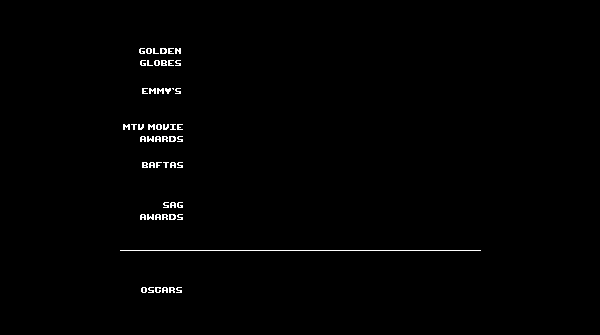 GOLDEN
GLOBES
EMMY'S
MTV MOVIE
AWARDS
BAFTAS
SAG
AWARDS
OSCARS